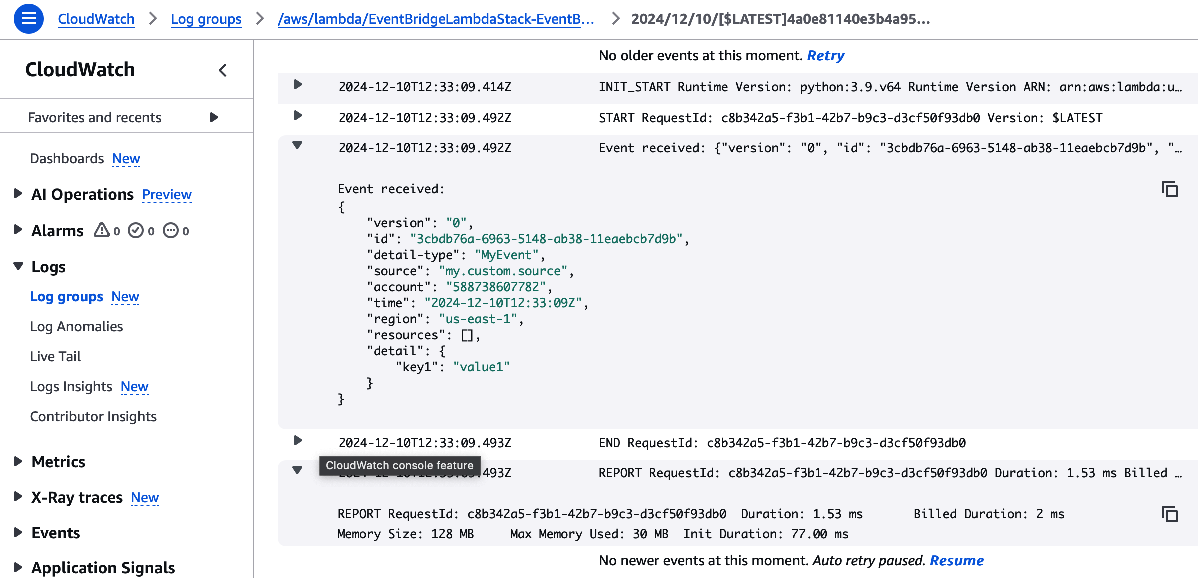 CloudWatch > Log groups > /aws/lambda/EventBridgeLambdaStack-EventB... > 2024/12/10/[$LATEST]4a0e81140e3b4a95...
CloudWatch
Favorites and recents
Dashboards New
AI Operations Preview
Alarms 0 0 0
Logs
Log groups New
Log Anomalies
Live Tail
Logs Insights New
Contributor Insights
Metrics
X-Ray traces New
Events
Application Signals
No older events at this moment. Retry
2024-12-10T12:33:09.414Z INIT_START Runtime Version: python:3.9.v64 Runtime Version ARN: arn:aws:lambda:u...
2024-12-10T12:33:09.492Z START RequestId: c8b342a5-f3b1-42b7-b9c3-d3cf50f93db0 Version: $LATEST
2024-12-10T12:33:09.492Z Event received: {"version": "0", "id": "3cbdb76a-6963-5148-ab38-11eaebcb7d9b", "...
Event received:
{
"version": "0",
"id": "3cbdb76a-6963-5148-ab38-11eaebcb7d9b",
"detail-type": "MyEvent",
"source": "my.custom.source",
"account": "588738607782",
"time": "2024-12-10T12:33:09Z",
"region": "us-east-1",
"resources": [],
"detail": {
"key1": "value1"
}
}
2024-12-10T12:33:09.493Z END RequestId: c8b342a5-f3b1-42b7-b9c3-d3cf50f93db0
CloudWatch console feature
REPORT RequestId: c8b342a5-f3b1-42b7-b9c3-d3cf50f93db0 Duration: 1.53 ms Billed ...
REPORT RequestId: c8b342a5-f3b1-42b7-b9c3-d3cf50f93db0 Duration: 1.53 ms Billed Duration: 2 ms
Memory Size: 128 MB Max Memory Used: 30 MB Init Duration: 77.00 ms
No newer events at this moment. Auto retry paused. Resume